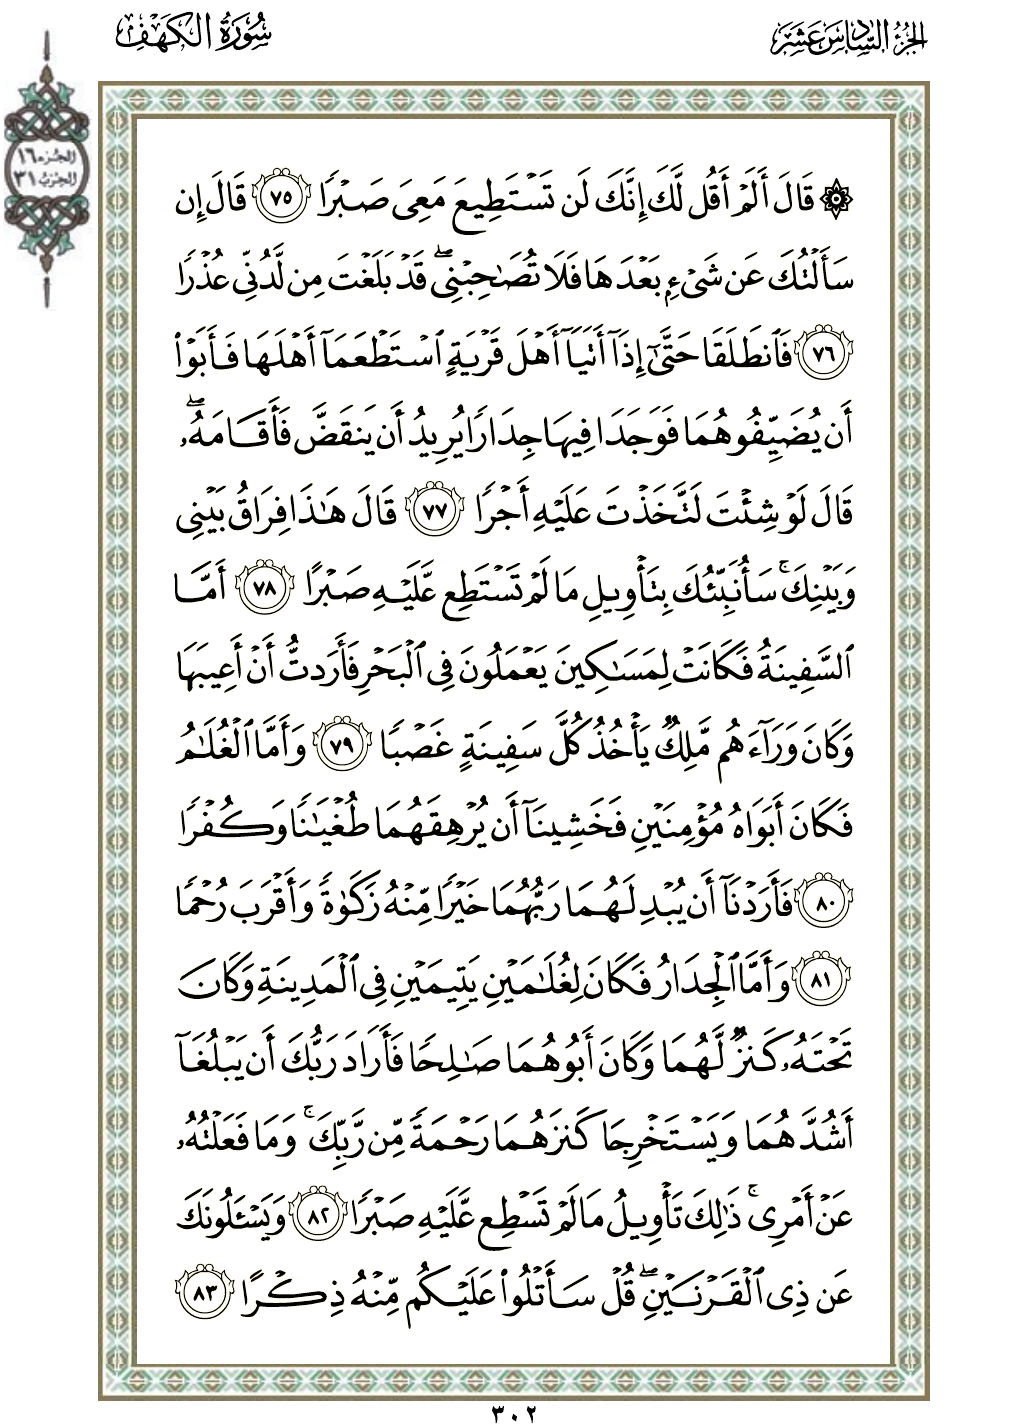 الجزء السادس عشر
سورة الكهف
الجزء ١٦
الحزب ٣١
۞ قَالَ أَلَمْ أَقُل لَّكَ إِنَّكَ لَن تَسْتَطِيعَ مَعِىَ صَبْرًا ٧٥ قَالَ إِن
سَأَلْتُكَ عَن شَىْءٍۭ بَعْدَهَا فَلَا تُصَـٰحِبْنِى ۖ قَدْ بَلَغْتَ مِن لَّدُنِّى عُذْرًا
٧٦ فَٱنطَلَقَا حَتَّىٰٓ إِذَآ أَتَيَآ أَهْلَ قَرْيَةٍ ٱسْتَطْعَمَآ أَهْلَهَا فَأَبَوْا۟
أَن يُضَيِّفُوهُمَا فَوَجَدَا فِيهَا جِدَارًا يُرِيدُ أَن يَنقَضَّ فَأَقَامَهُۥ ۖ
قَالَ لَوْ شِئْتَ لَتَّخَذْتَ عَلَيْهِ أَجْرًا ٧٧ قَالَ هَـٰذَا فِرَاقُ بَيْنِى
وَبَيْنِكَ ۚ سَأُنَبِّئُكَ بِتَأْوِيلِ مَا لَمْ تَسْتَطِع عَّلَيْهِ صَبْرًا ٧٨ أَمَّا
ٱلسَّفِينَةُ فَكَانَتْ لِمَسَـٰكِينَ يَعْمَلُونَ فِى ٱلْبَحْرِ فَأَرَدتُّ أَنْ أَعِيبَهَا
وَكَانَ وَرَآءَهُم مَّلِكٌ يَأْخُذُ كُلَّ سَفِينَةٍ غَصْبًا ٧٩ وَأَمَّا ٱلْغُلَـٰمُ
فَكَانَ أَبَوَاهُ مُؤْمِنَيْنِ فَخَشِينَآ أَن يُرْهِقَهُمَا طُغْيَـٰنًا وَكُفْرًا
٨٠ فَأَرَدْنَآ أَن يُبْدِلَهُمَا رَبُّهُمَا خَيْرًا مِّنْهُ زَكَوٰةً وَأَقْرَبَ رُحْمًا
٨١ وَأَمَّا ٱلْجِدَارُ فَكَانَ لِغُلَـٰمَيْنِ يَتِيمَيْنِ فِى ٱلْمَدِينَةِ وَكَانَ
تَحْتَهُۥ كَنزٌ لَّهُمَا وَكَانَ أَبُوهُمَا صَـٰلِحًا فَأَرَادَ رَبُّكَ أَن يَبْلُغَآ
أَشُدَّهُمَا وَيَسْتَخْرِجَا كَنزَهُمَا رَحْمَةً مِّن رَّبِّكَ ۚ وَمَا فَعَلْتُهُۥ
عَنْ أَمْرِى ۚ ذَٰلِكَ تَأْوِيلُ مَا لَمْ تَسْطِع عَّلَيْهِ صَبْرًا ٨٢ وَيَسْـَٔلُونَكَ
عَن ذِى ٱلْقَرْنَيْنِ ۖ قُلْ سَأَتْلُوا۟ عَلَيْكُم مِّنْهُ ذِكْرًا ٨٣
٣٠٢